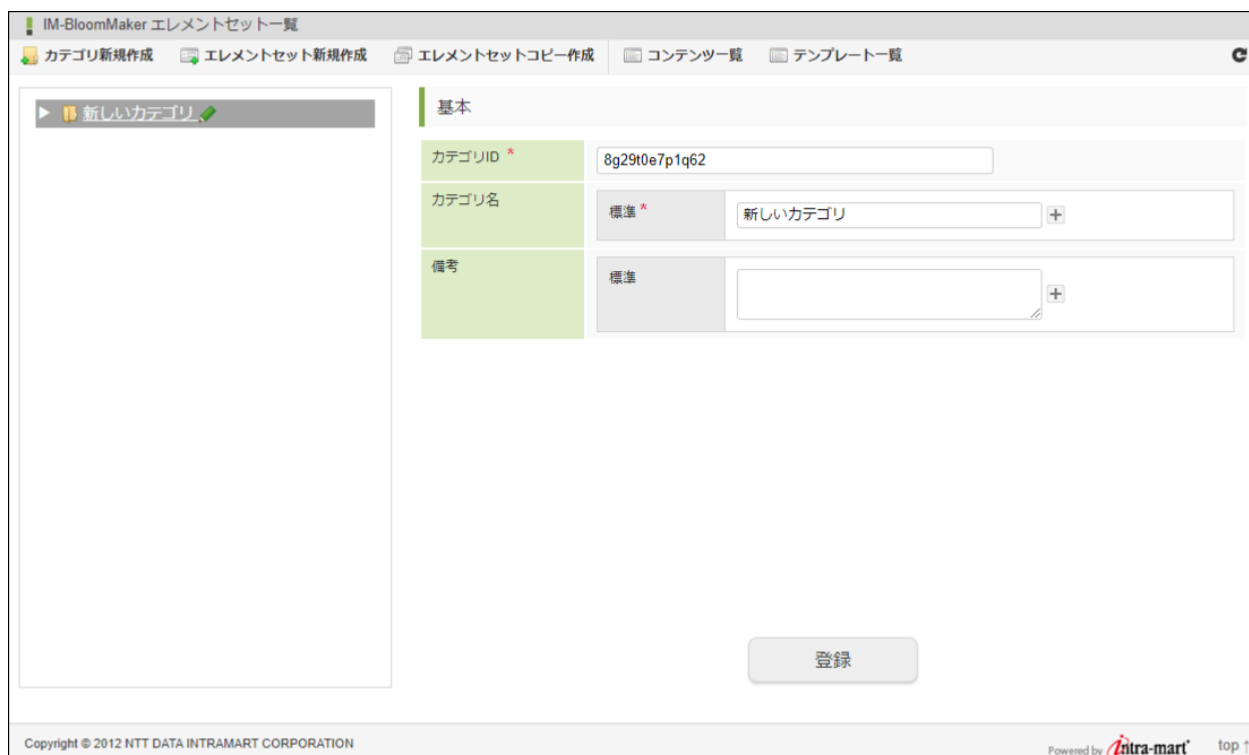 IM-BloomMaker エレメントセット一覧
カテゴリ新規作成 エレメントセット新規作成 エレメントセットコピー作成 コンテンツ一覧 テンプレート一覧
新しいカテゴリ
基本
カテゴリID *
8g29t0e7p1q62
カテゴリ名
標準 *
新しいカテゴリ
備考
標準
登録
Copyright © 2012 NTT DATA INTRAMART CORPORATION
Powered by intra-mart top ↑